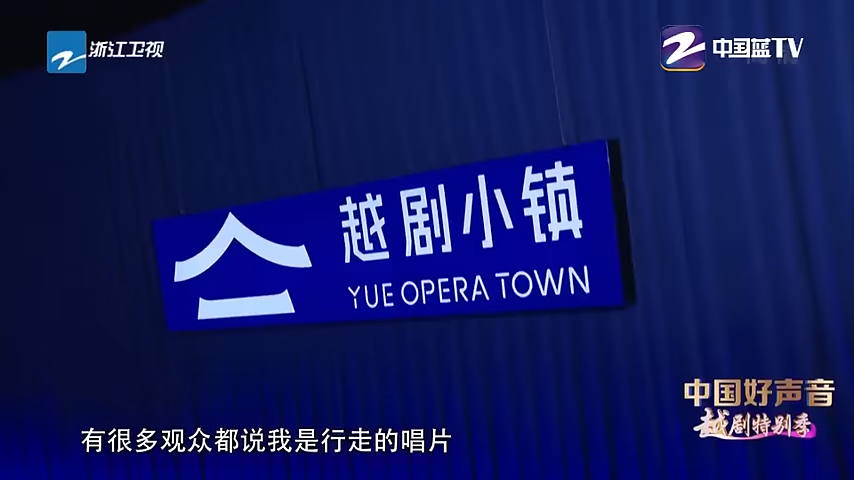 浙江卫视
中国蓝TV
越剧小镇
YUE OPERA TOWN
中国好声音
越剧特别季
有很多观众都说我是行走的唱片